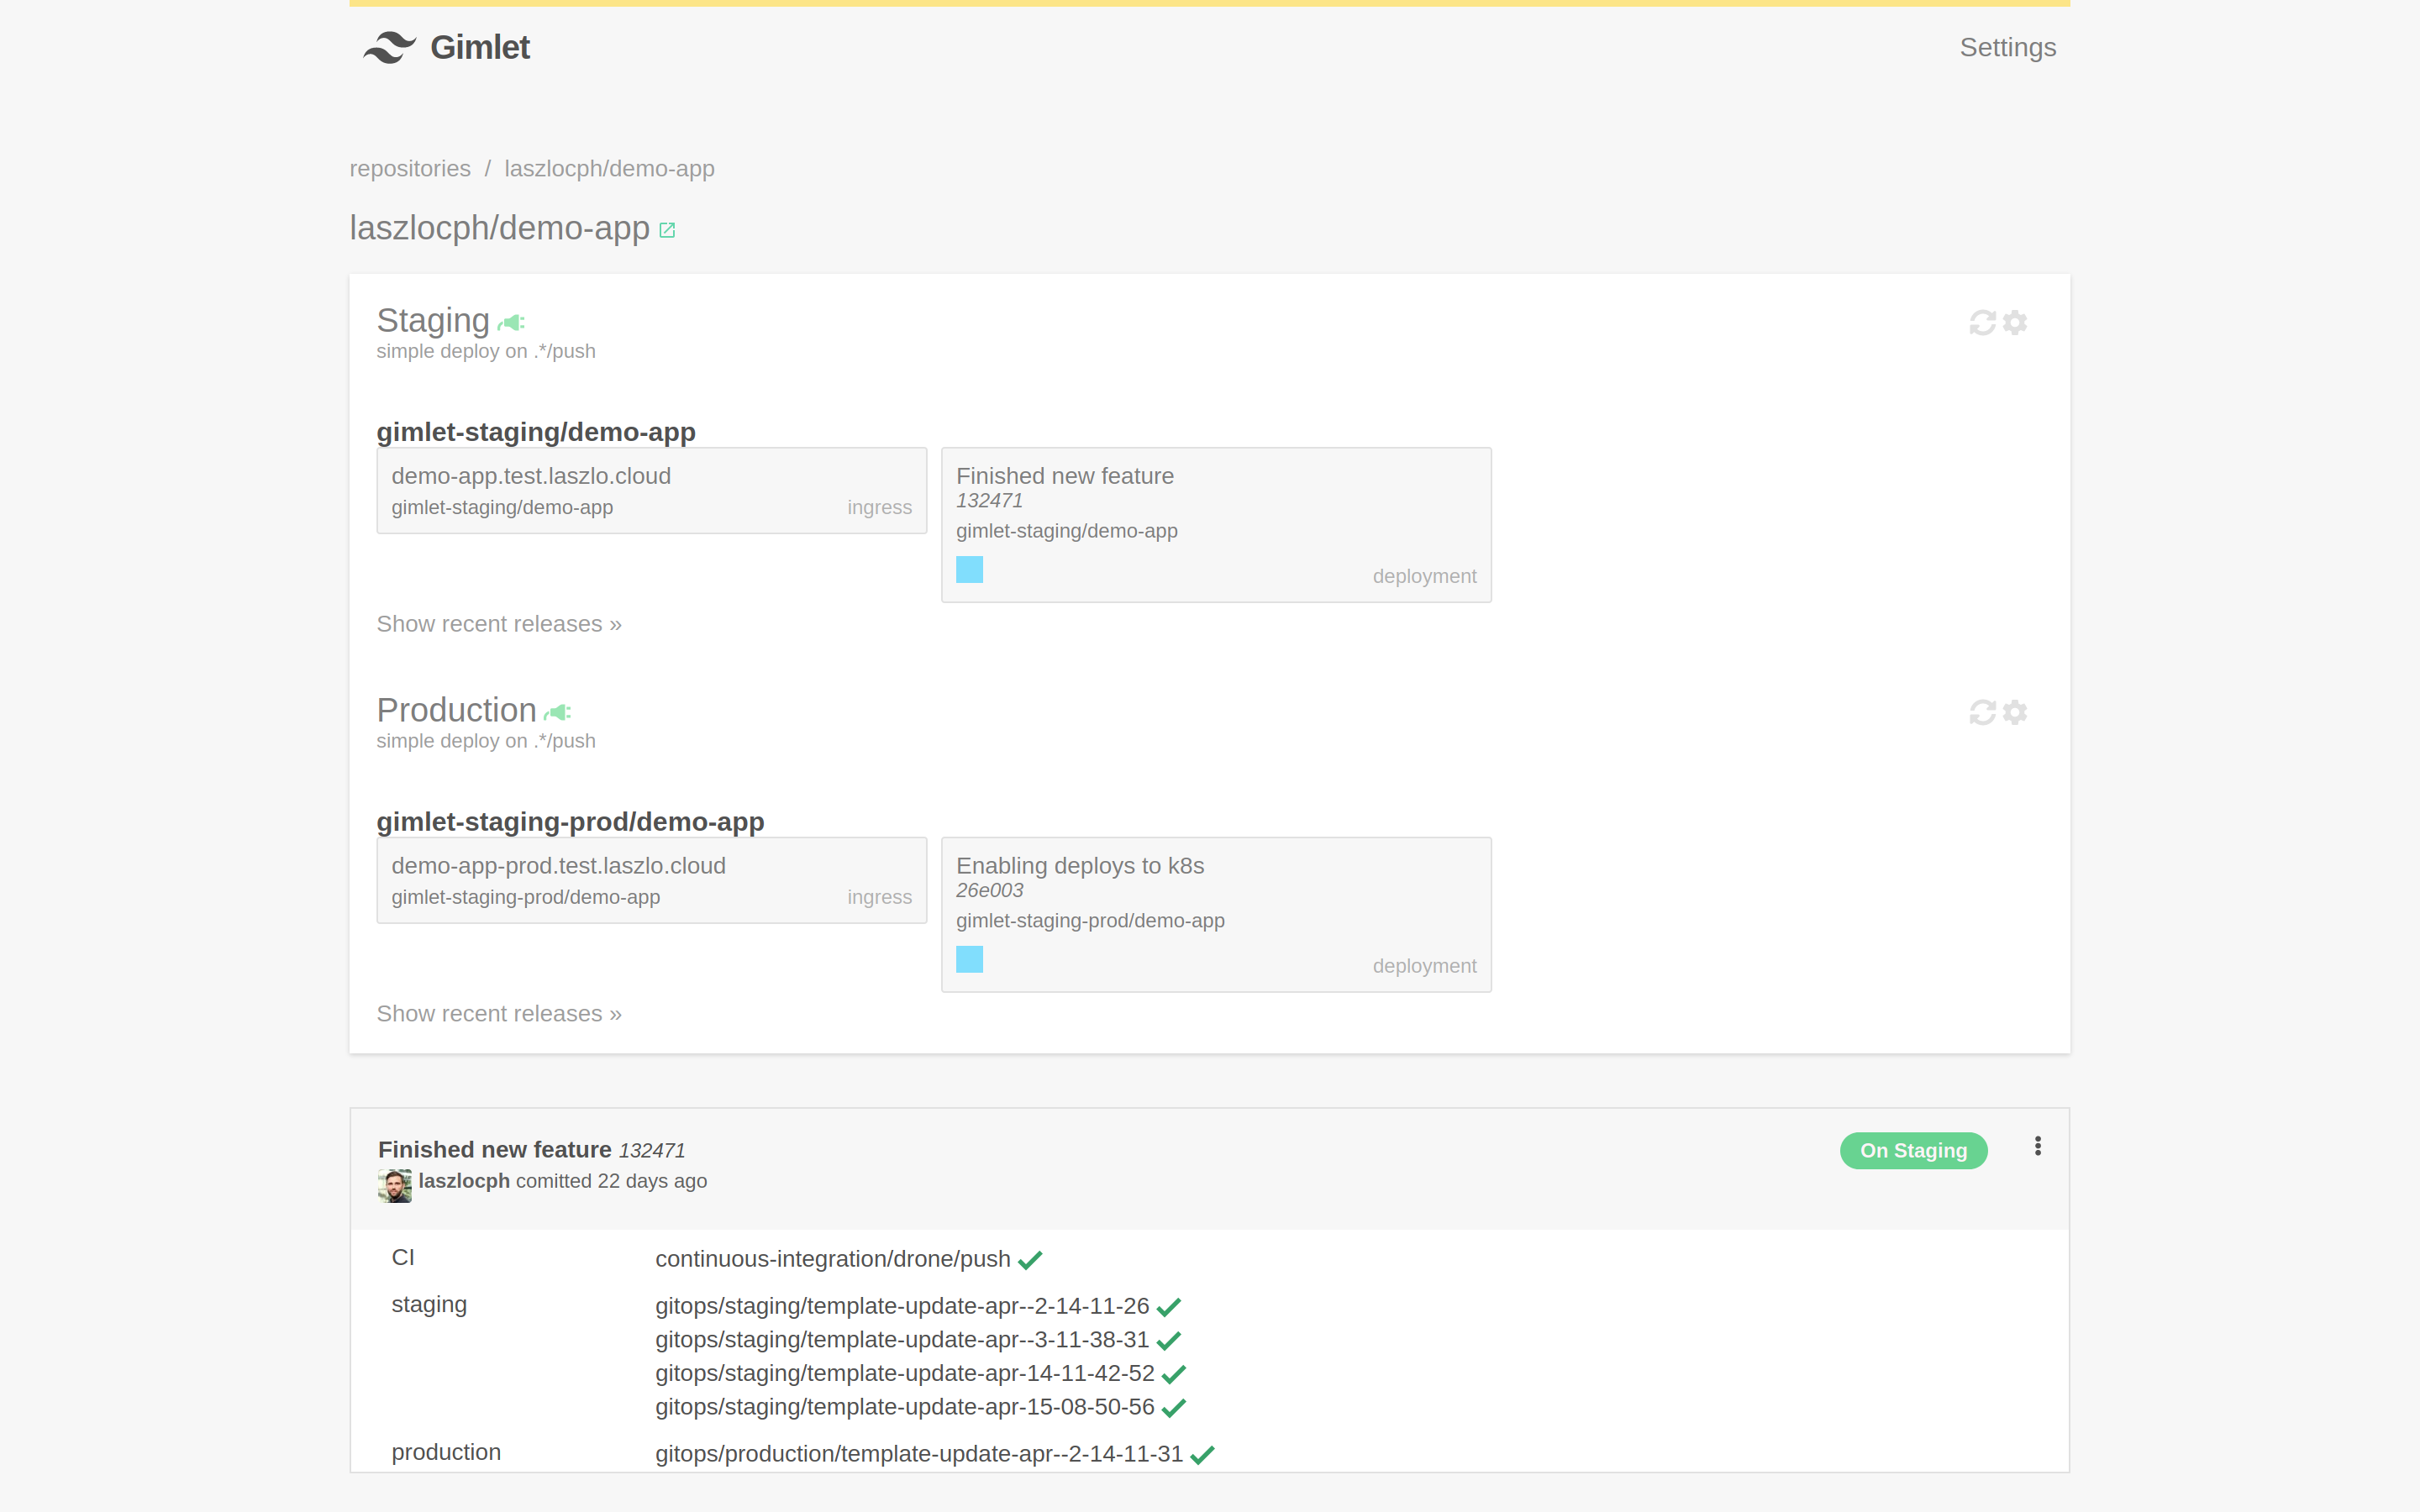 Gimlet
Settings
repositories / laszlocph/demo-app
laszlocph/demo-app
Staging
simple deploy on .*/push
gimlet-staging/demo-app
demo-app.test.laszlo.cloud
gimlet-staging/demo-app ingress
Finished new feature
132471
gimlet-staging/demo-app
deployment
Show recent releases »
Production
simple deploy on .*/push
gimlet-staging-prod/demo-app
demo-app-prod.test.laszlo.cloud
gimlet-staging-prod/demo-app ingress
Enabling deploys to k8s
26e003
gimlet-staging-prod/demo-app
deployment
Show recent releases »
Finished new feature 132471
On Staging
laszlocph comitted 22 days ago
CI continuous-integration/drone/push
staging gitops/staging/template-update-apr--2-14-11-26
gitops/staging/template-update-apr--3-11-38-31
gitops/staging/template-update-apr-14-11-42-52
gitops/staging/template-update-apr-15-08-50-56
production gitops/production/template-update-apr--2-14-11-31